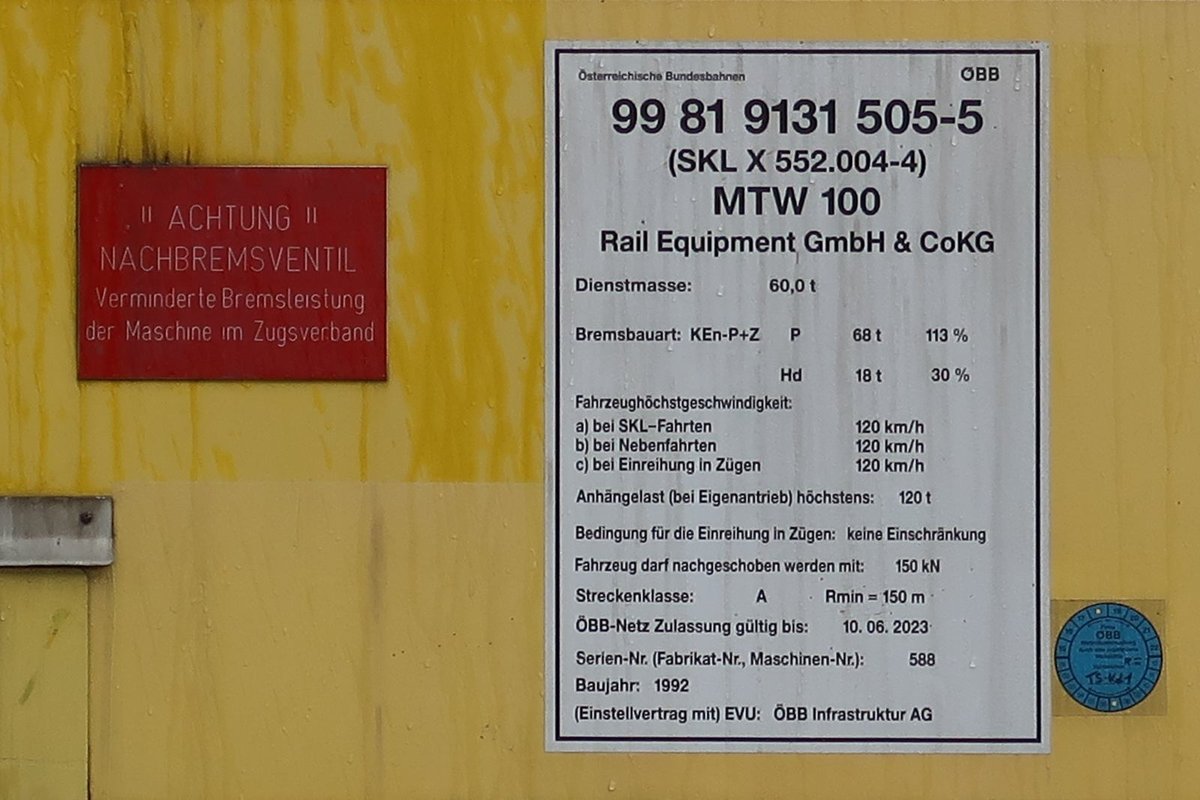 " ACHTUNG "
NACHBREMSVENTIL
Verminderte Bremsleistung
der Maschine im Zugsverband
Österreichische Bundesbahnen ÖBB
99 81 9131 505-5
(SKL X 552.004-4)
MTW 100
Rail Equipment GmbH & CoKG
Dienstmasse: 60,0 t
Bremsbauart: KEn-P+Z P 68 t 113 %
Hd 18 t 30 %
Fahrzeughöchstgeschwindigkeit:
a) bei SKL–Fahrten 120 km/h
b) bei Nebenfahrten 120 km/h
c) bei Einreihung in Zügen 120 km/h
Anhängelast (bei Eigenantrieb) höchstens: 120 t
Bedingung für die Einreihung in Zügen: keine Einschränkung
Fahrzeug darf nachgeschoben werden mit: 150 kN
Streckenklasse: A Rmin = 150 m
ÖBB-Netz Zulassung gültig bis: 10. 06. 2023
Serien-Nr. (Fabrikat-Nr., Maschinen-Nr.): 588
Baujahr: 1992
(Einstellvertrag mit) EVU: ÖBB Infrastruktur AG
ÖBB